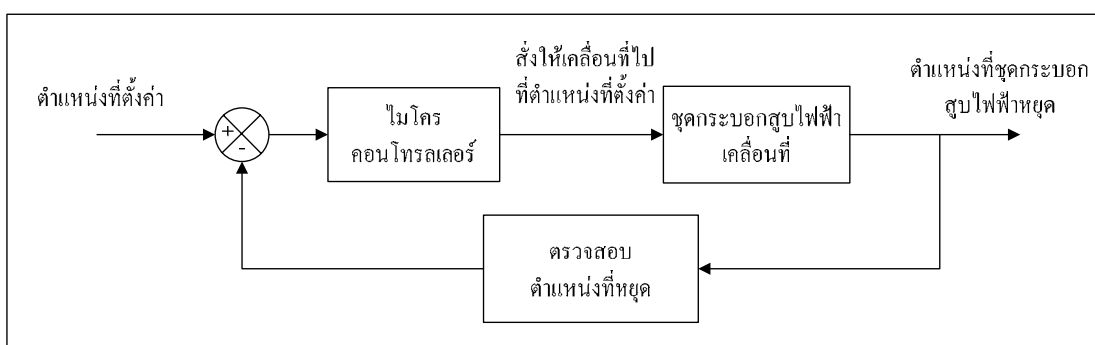 ตำแหน่งที่ตั้งค่า
+
-
ไมโคร
คอนโทรลเลอร์
สั่งให้เคลื่อนที่ไป
ที่ตำแหน่งที่ตั้งค่า
ชุดกระบอกสูบไฟฟ้า
เคลื่อนที่
ตำแหน่งที่ชุดกระบอก
สูบไฟฟ้าหยุด
ตรวจสอบ
ตำแหน่งที่หยุด